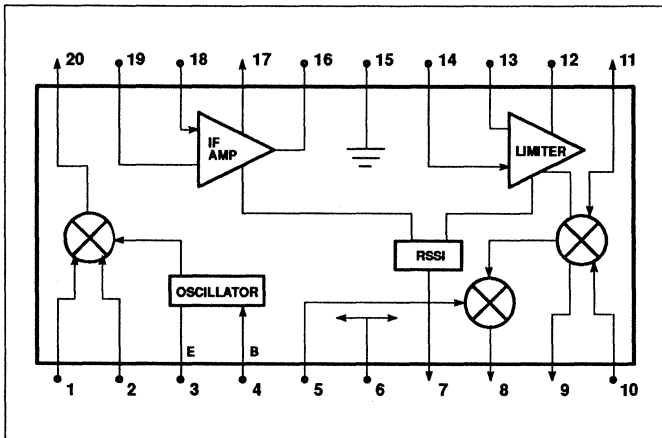 20 19 18 17 16 15 14 13 12 11
IF
AMP
LIMITER
RSSI
OSCILLATOR
E B
1 2 3 4 5 6 7 8 9 10